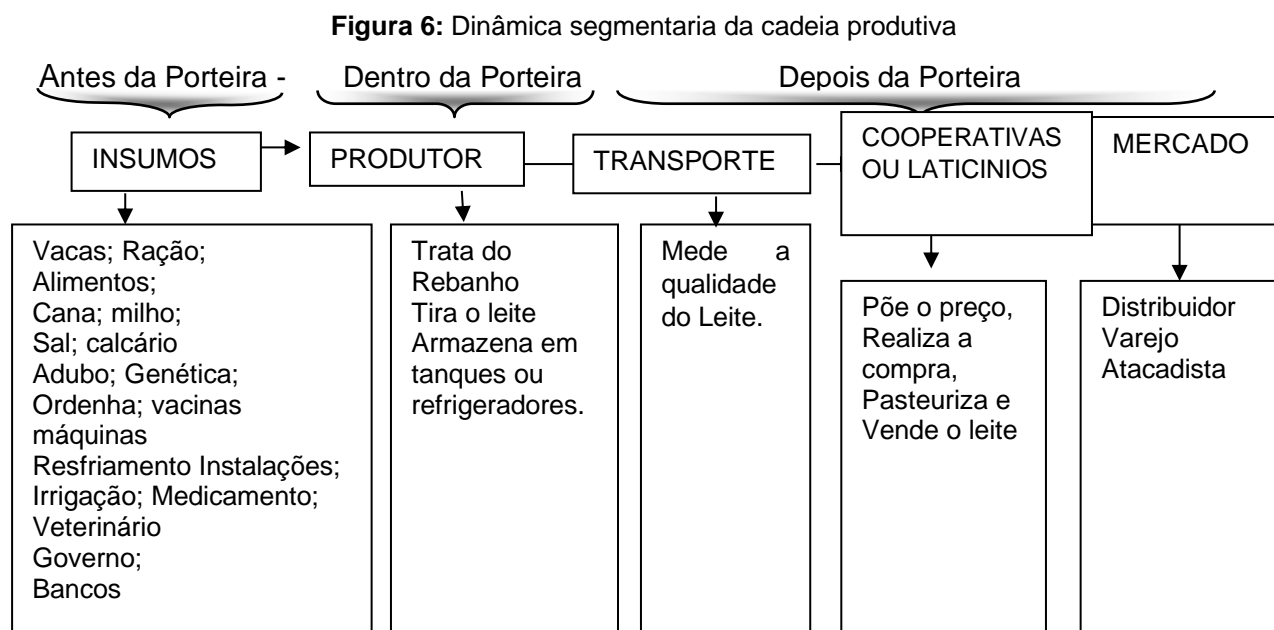 Figura 6: Dinâmica segmentaria da cadeia produtiva
Antes da Porteira -
Dentro da Porteira
Depois da Porteira
INSUMOS
PRODUTOR
TRANSPORTE
COOPERATIVAS
OU LATICINIOS
MERCADO
Vacas; Ração;
Alimentos;
Cana; milho;
Sal; calcário
Adubo; Genética;
Ordenha; vacinas
máquinas
Resfriamento Instalações;
Irrigação; Medicamento;
Veterinário
Governo;
Bancos
Trata do
Rebanho
Tira o leite
Armazena em
tanques ou
refrigeradores.
Mede a
qualidade
do Leite.
Põe o preço,
Realiza a
compra,
Pasteuriza e
Vende o leite
Distribuidor
Varejo
Atacadista